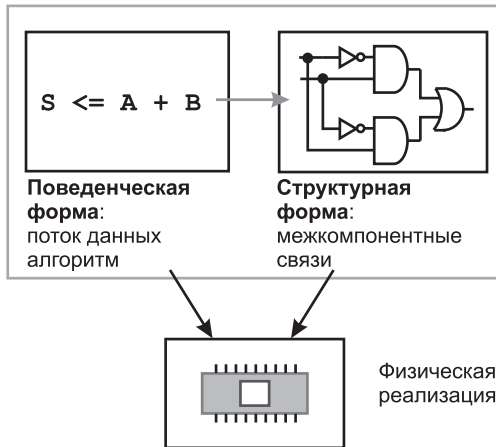 S <= A + B
Поведенческая
форма:
поток данных
алгоритм
Структурная
форма:
межкомпонентные
связи
Физическая
реализация